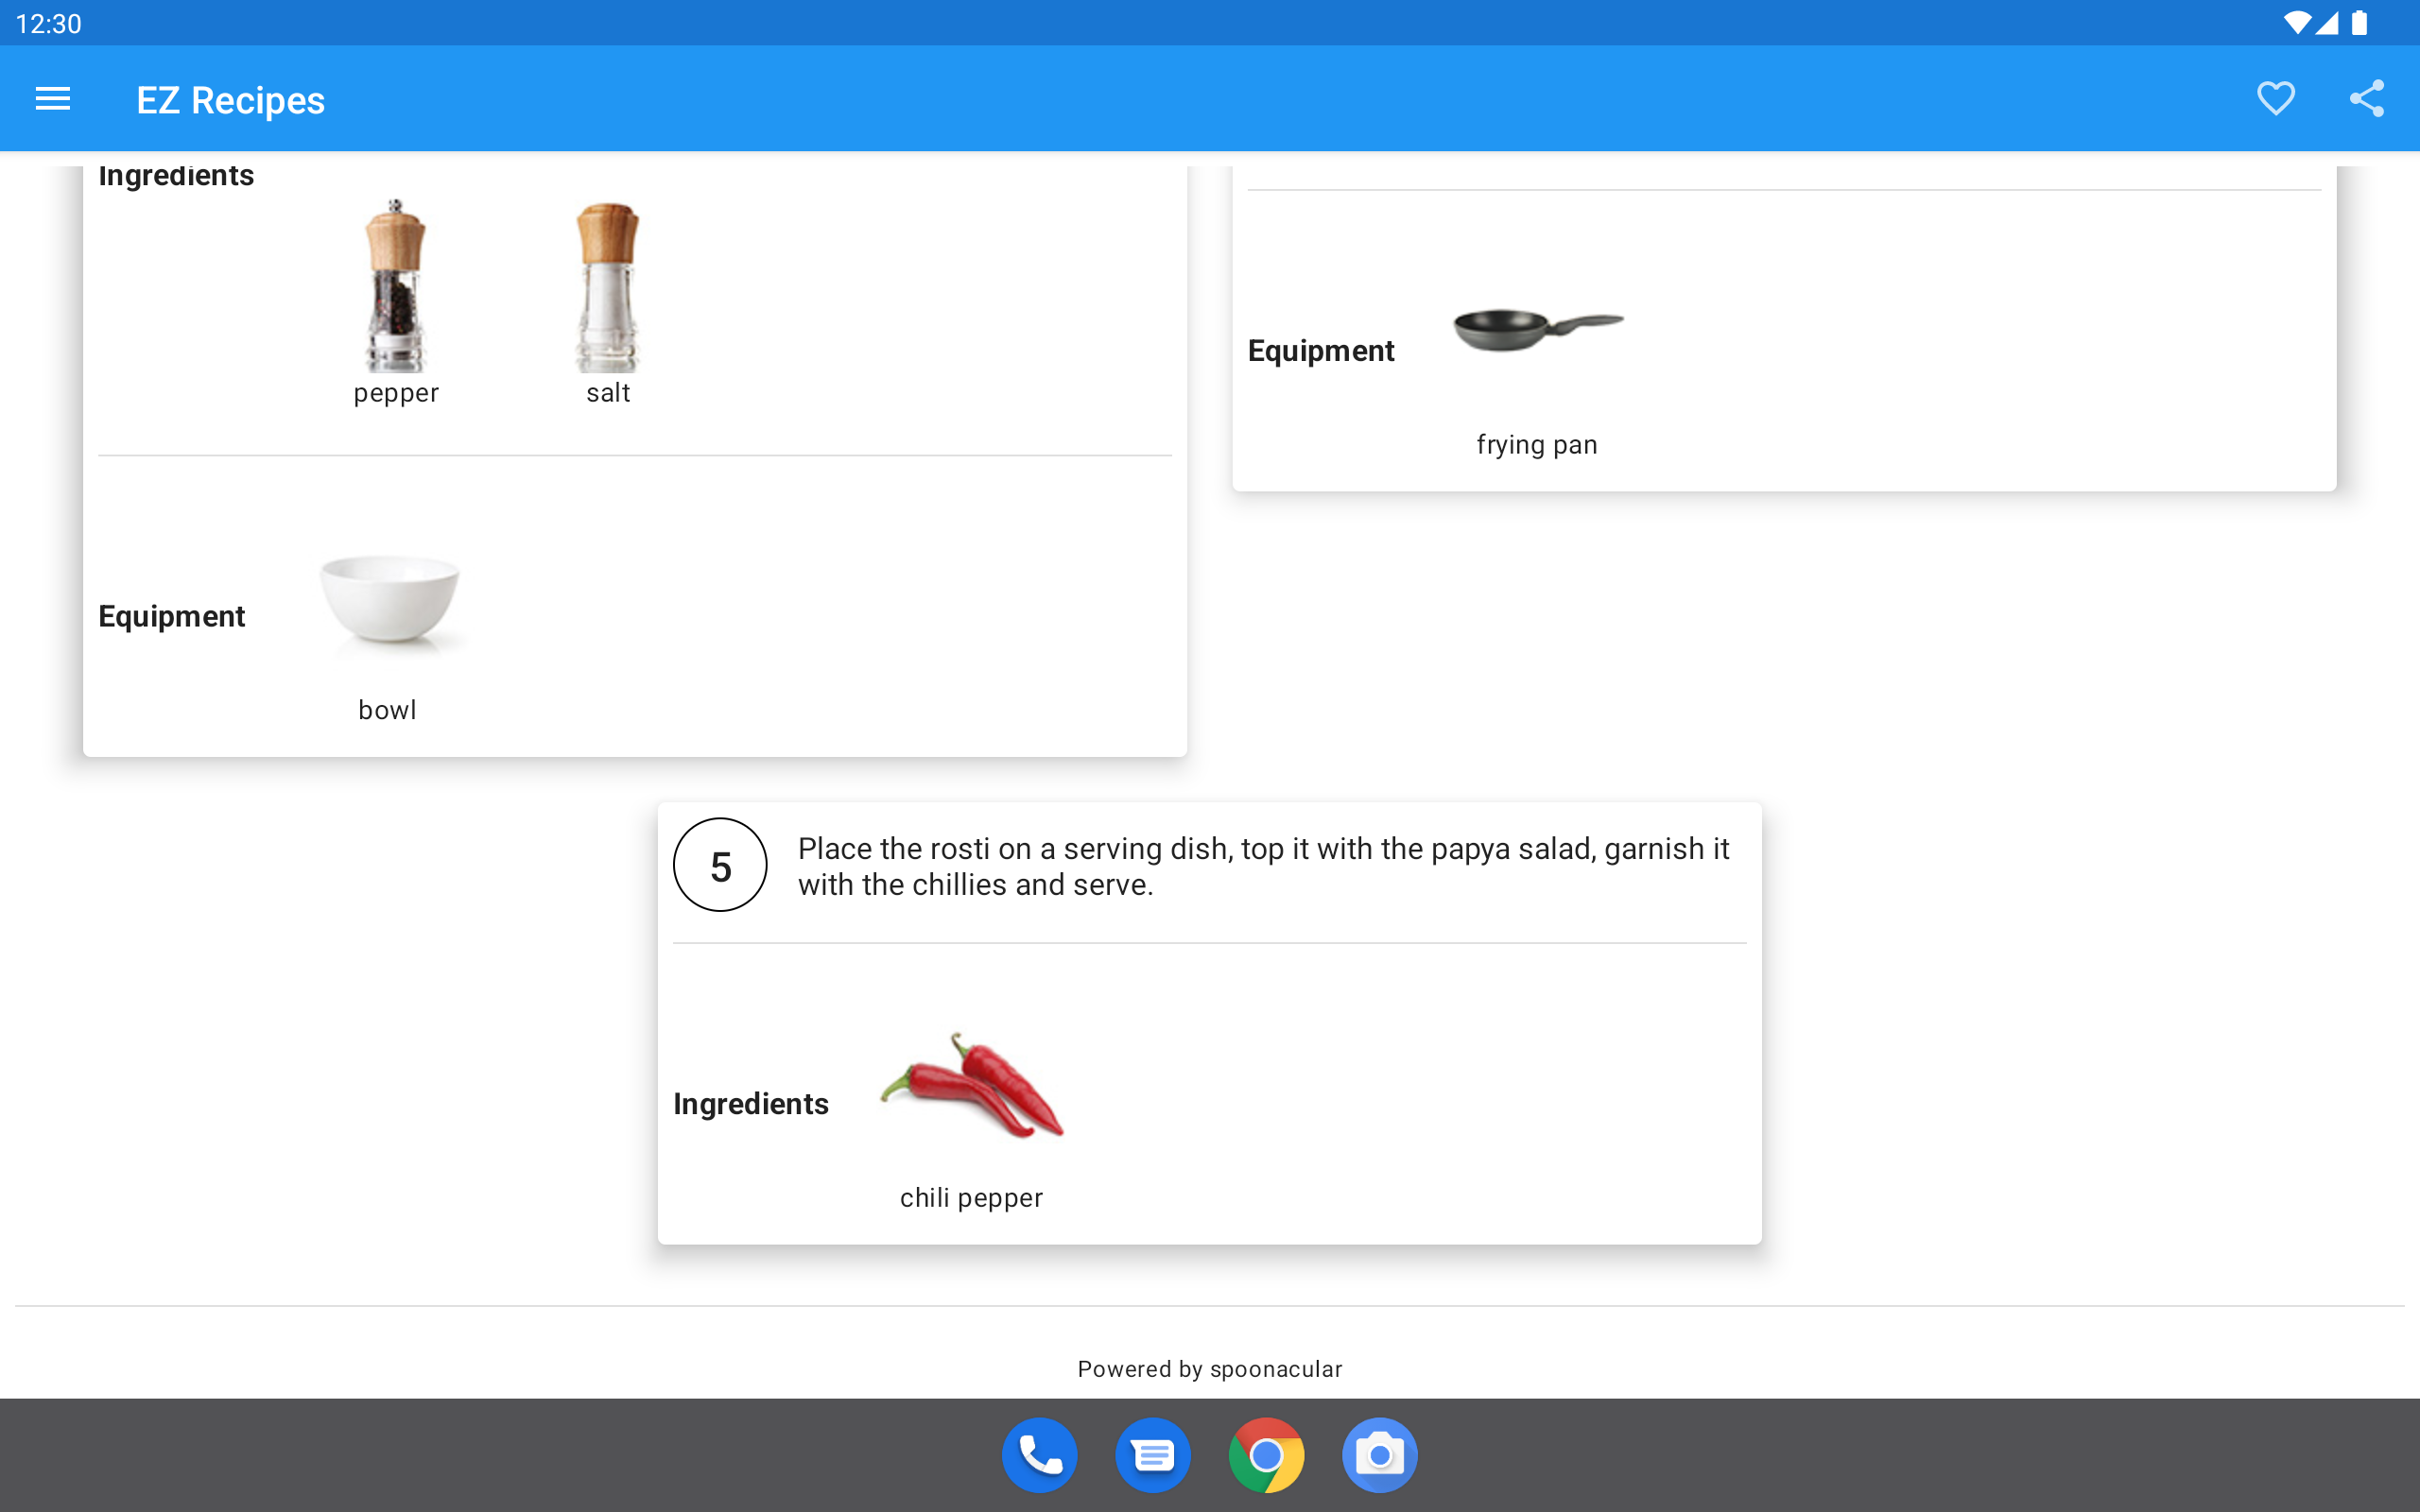 12:30
EZ Recipes
Ingredients
pepper
salt
Equipment
bowl
Equipment
frying pan
5
Place the rosti on a serving dish, top it with the papya salad, garnish it
with the chillies and serve.
Ingredients
chili pepper
Powered by spoonacular